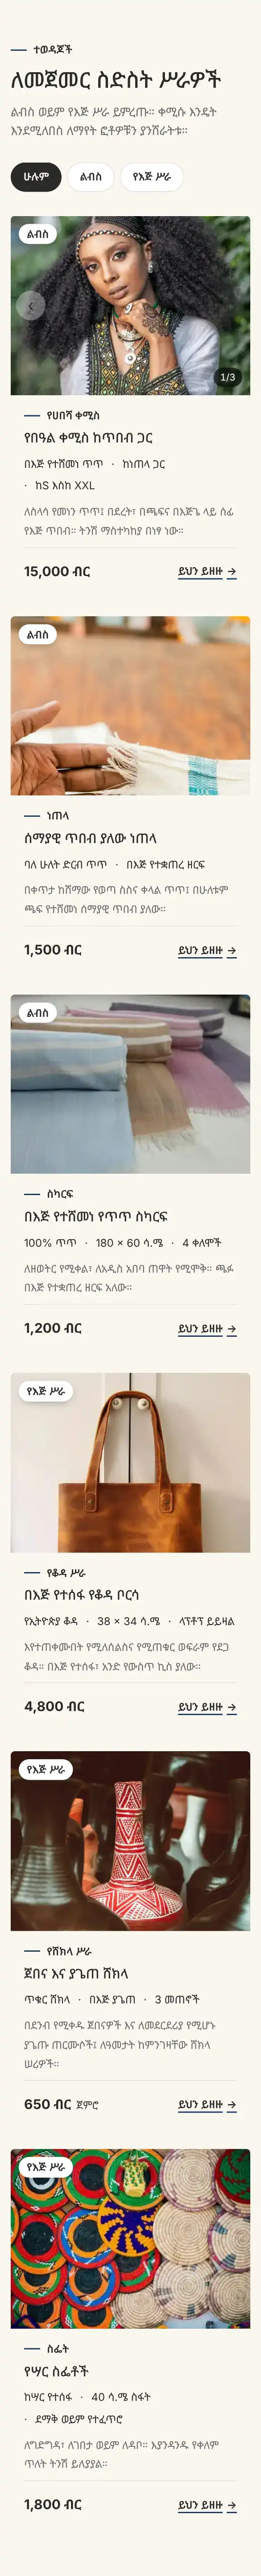 ተወዳጆች
ለመጀመር ስድስት ሥራዎች
ልብስ ወይም የእጅ ሥራ ይምረጡ። ቀሚሱ እንዴት
እንደሚለበስ ለማየት ፎቶዎቹን ያንሸራትቱ።
ሁሉም
ልብስ
የእጅ ሥራ
ልብስ
1/3
የሀበሻ ቀሚስ
የበዓል ቀሚስ ከጥበብ ጋር
በእጅ የተሸመነ ጥጥ · ከነጠላ ጋር
· ከS እስከ XXL
ለስላሳ የመነን ጥጥ፤ በደረት፣ በጫፍና በእጅጌ ላይ ሰፊ
የእጅ ጥበብ። ትንሽ ማስተካከያ በነፃ ነው።
15,000 ብር
ይህን ይዘዙ →
ልብስ
ነጠላ
ሰማያዊ ጥበብ ያለው ነጠላ
ባለ ሁለት ድርብ ጥጥ · በእጅ የተቋጠረ ዘርፍ
በቀጥታ ከሸማው የወጣ ስስና ቀላል ጥጥ፤ በሁለቱም
ጫፍ የተሸመነ ሰማያዊ ጥበብ ያለው።
1,500 ብር
ይህን ይዘዙ →
ልብስ
ስካርፍ
በእጅ የተሸመነ የጥጥ ስካርፍ
100% ጥጥ · 180 × 60 ሳ.ሜ · 4 ቀለሞች
ለዘወትር የሚቀል፣ ለአዲስ አበባ ጠዋት የሚሞቅ። ጫፉ
በእጅ የተቋጠረ ዘርፍ አለው።
1,200 ብር
ይህን ይዘዙ →
የእጅ ሥራ
የቆዳ ሥራ
በእጅ የተሰፋ የቆዳ ቦርሳ
የኢትዮጵያ ቆዳ · 38 × 34 ሳ.ሜ · ላፕቶፕ ይይዛል
እየተጠቀሙበት የሚለሰልስና የሚጠቁር ወፍራም የደጋ
ቆዳ። በእጅ የተሰፋ፣ አንድ የውስጥ ኪስ ያለው።
4,800 ብር
ይህን ይዘዙ →
የእጅ ሥራ
የሸክላ ሥራ
ጀበና እና ያጌጠ ሸክላ
ጥቁር ሸክላ · በእጅ ያጌጠ · 3 መጠኖች
በደንብ የሚቀዱ ጀበናዎች እና ለመደርደሪያ የሚሆኑ
ያጌጡ ጠርሙሶች፤ ለዓመታት ከምንገዛቸው ሸክላ
ሠሪዎች።
650 ብር ጀምሮ
ይህን ይዘዙ →
የእጅ ሥራ
ስፌት
የሣር ስፌቶች
ከሣር የተሰፋ · 40 ሳ.ሜ ስፋት
· ደማቅ ወይም የተፈጥሮ
ለግድግዳ፣ ለገበታ ወይም ለዳቦ። እያንዳንዱ የቀለም
ጥለት ትንሽ ይለያያል።
1,800 ብር
ይህን ይዘዙ →